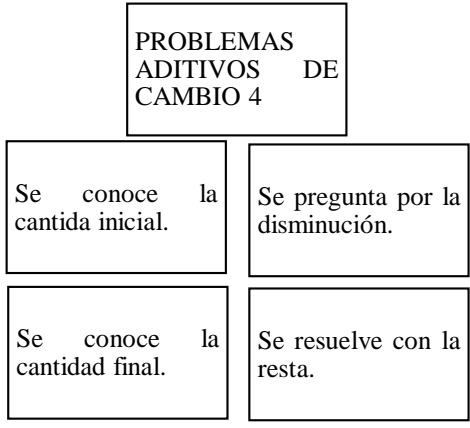 PROBLEMAS
ADITIVOS DE
CAMBIO 4
Se conoce la
cantida inicial.
Se pregunta por la
disminución.
Se conoce la
cantidad final.
Se resuelve con la
resta.